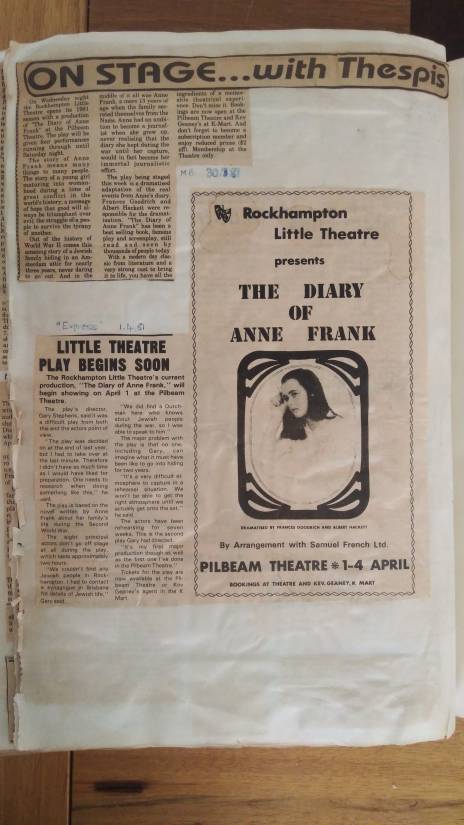 ON STAGE...with Thespis
On Wednesday night
the Rockhampton Little
Theatre opens its 1981
season with a production
of "The Diary of Anne
Frank" at the Pilbeam
Theatre. The play will be
given four performances
running through until
Saturday night.
The story of Anne
Frank means many
things to many people.
The story of a young girl
maturing into woman-
hood during a time of
great conflict in the
world's history, a message
of hope that good will al-
ways be triumphant over
evil, the struggle of a peo-
ple to survive the tyranny
of another.
Out of the history of
World War II comes this
amazing story of a Jewish
family hiding in an Am-
sterdam attic for nearly
three years, never daring
to go out. And in the
middle of it all was Anne
Frank, a mere 13 years of
age when the family sec-
reted themselves from the
Nazis. Anne had an ambi-
tion to become a journal-
ist when she grew up,
never realising that the
diary she kept during the
war until her capture,
would in fact become her
immortal journalistic
effort.
The play being staged
this week is a dramatised
adaptation of the real
events from Anne's diary.
Frances Goodrich and
Albert Hackett were re-
sponsible for the dramat-
isation. "The Diary of
Anne Frank" has been a
best selling book, famous
play and screenplay, still
read and seen by
thousands of people today.
With a modern day clas-
sic from literature and a
very strong cast to bring
it to life, you have all the
ingredients of a memor-
able theatrical experi-
ence. Don't miss it. Book-
ings are now open at the
Pilbeam Theatre and Kev
Geaney's at K-Mart. And
don't forget to become a
subscription member and
enjoy reduced price ($2
off). Membership at the
Theatre only.
M.B. 30.3.81
"Express" 1.4.81
LITTLE THEATRE
PLAY BEGINS SOON
The Rockhampton Little Theatre's current
production, "The Diary of Anne Frank," will
begin showing on April 1 at the Pilbeam
Theatre.
The play's director,
Gary Stephens, said it was
a difficult play from both
the and the actors point of
view.
"The play was decided
on at the end of last year,
but I had to take over at
the last minute. Therefore
I didn't have as much time
as I would have liked for
preparation. One needs to
research when doing
something like this," he
said.
The play is based on the
novel written by Anne
Frank about her family's
life during the Second
World War.
The eight principal
actors don't go off stage
at all during the play,
which lasts approximately
two hours.
"We couldn't find any
Jewish people in Rock-
hampton. I had to contact
a synagogue in Brisbane
for details of Jewish life,"
Gary said.
"We did find a Dutch-
man here who knows
about Jewish people
during the war, so I was
able to speak to him."
The major problem with
the play is that no one,
including Gary, can
imagine what it must have
been like to go into hiding
for two years.
"It's a very difficult at-
mosphere to capture in a
rehearsal situation. We
won't be able to get the
right atmosphere until we
actually get onto the set,"
he said.
The actors have been
rehearsing for seven
weeks. This is the second
play Gary had directed.
"It's my first major
production though as well
as the first one I've done
in the Pilbeam Theatre."
Tickets for the play are
now available at the Pil-
beam Theatre or Kev
Geaney's agent in the K
Mart.
Rockhampton
Little Theatre
presents
THE DIARY
OF
ANNE FRANK
DRAMATISED BY FRANCES GOODRICH AND ALBERT HACKETT
By Arrangement with Samuel French Ltd.
PILBEAM THEATRE * 1-4 APRIL
BOOKINGS AT THEATRE AND KEV. GEANEY, K MART